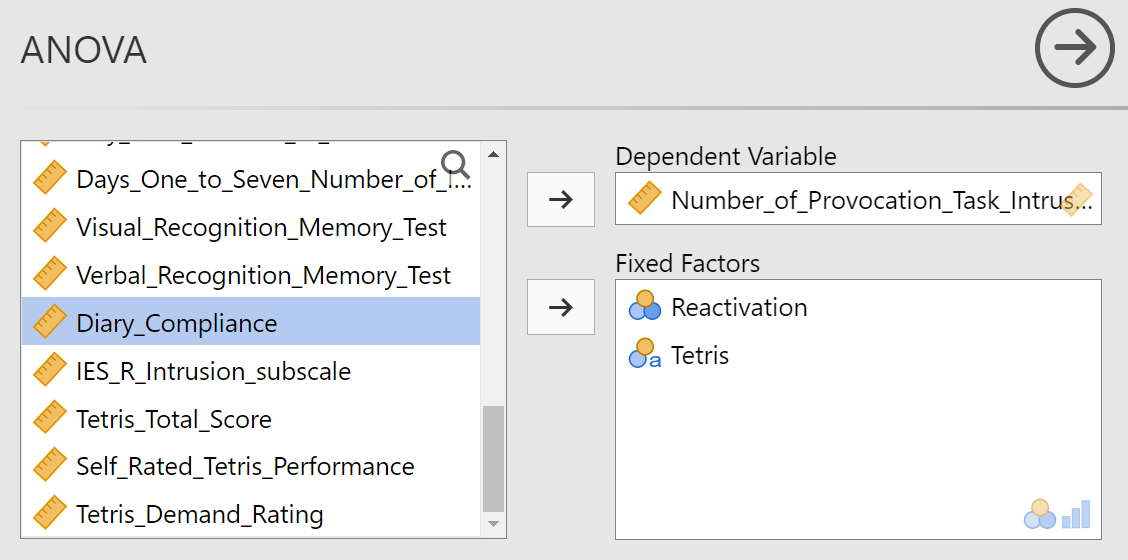 ANOVA
Days_One_to_Seven_Number_of_I...
Visual_Recognition_Memory_Test
Verbal_Recognition_Memory_Test
Diary_Compliance
IES_R_Intrusion_subscale
Tetris_Total_Score
Self_Rated_Tetris_Performance
Tetris_Demand_Rating
Dependent Variable
Number_of_Provocation_Task_Intrus...
Fixed Factors
Reactivation
a Tetris